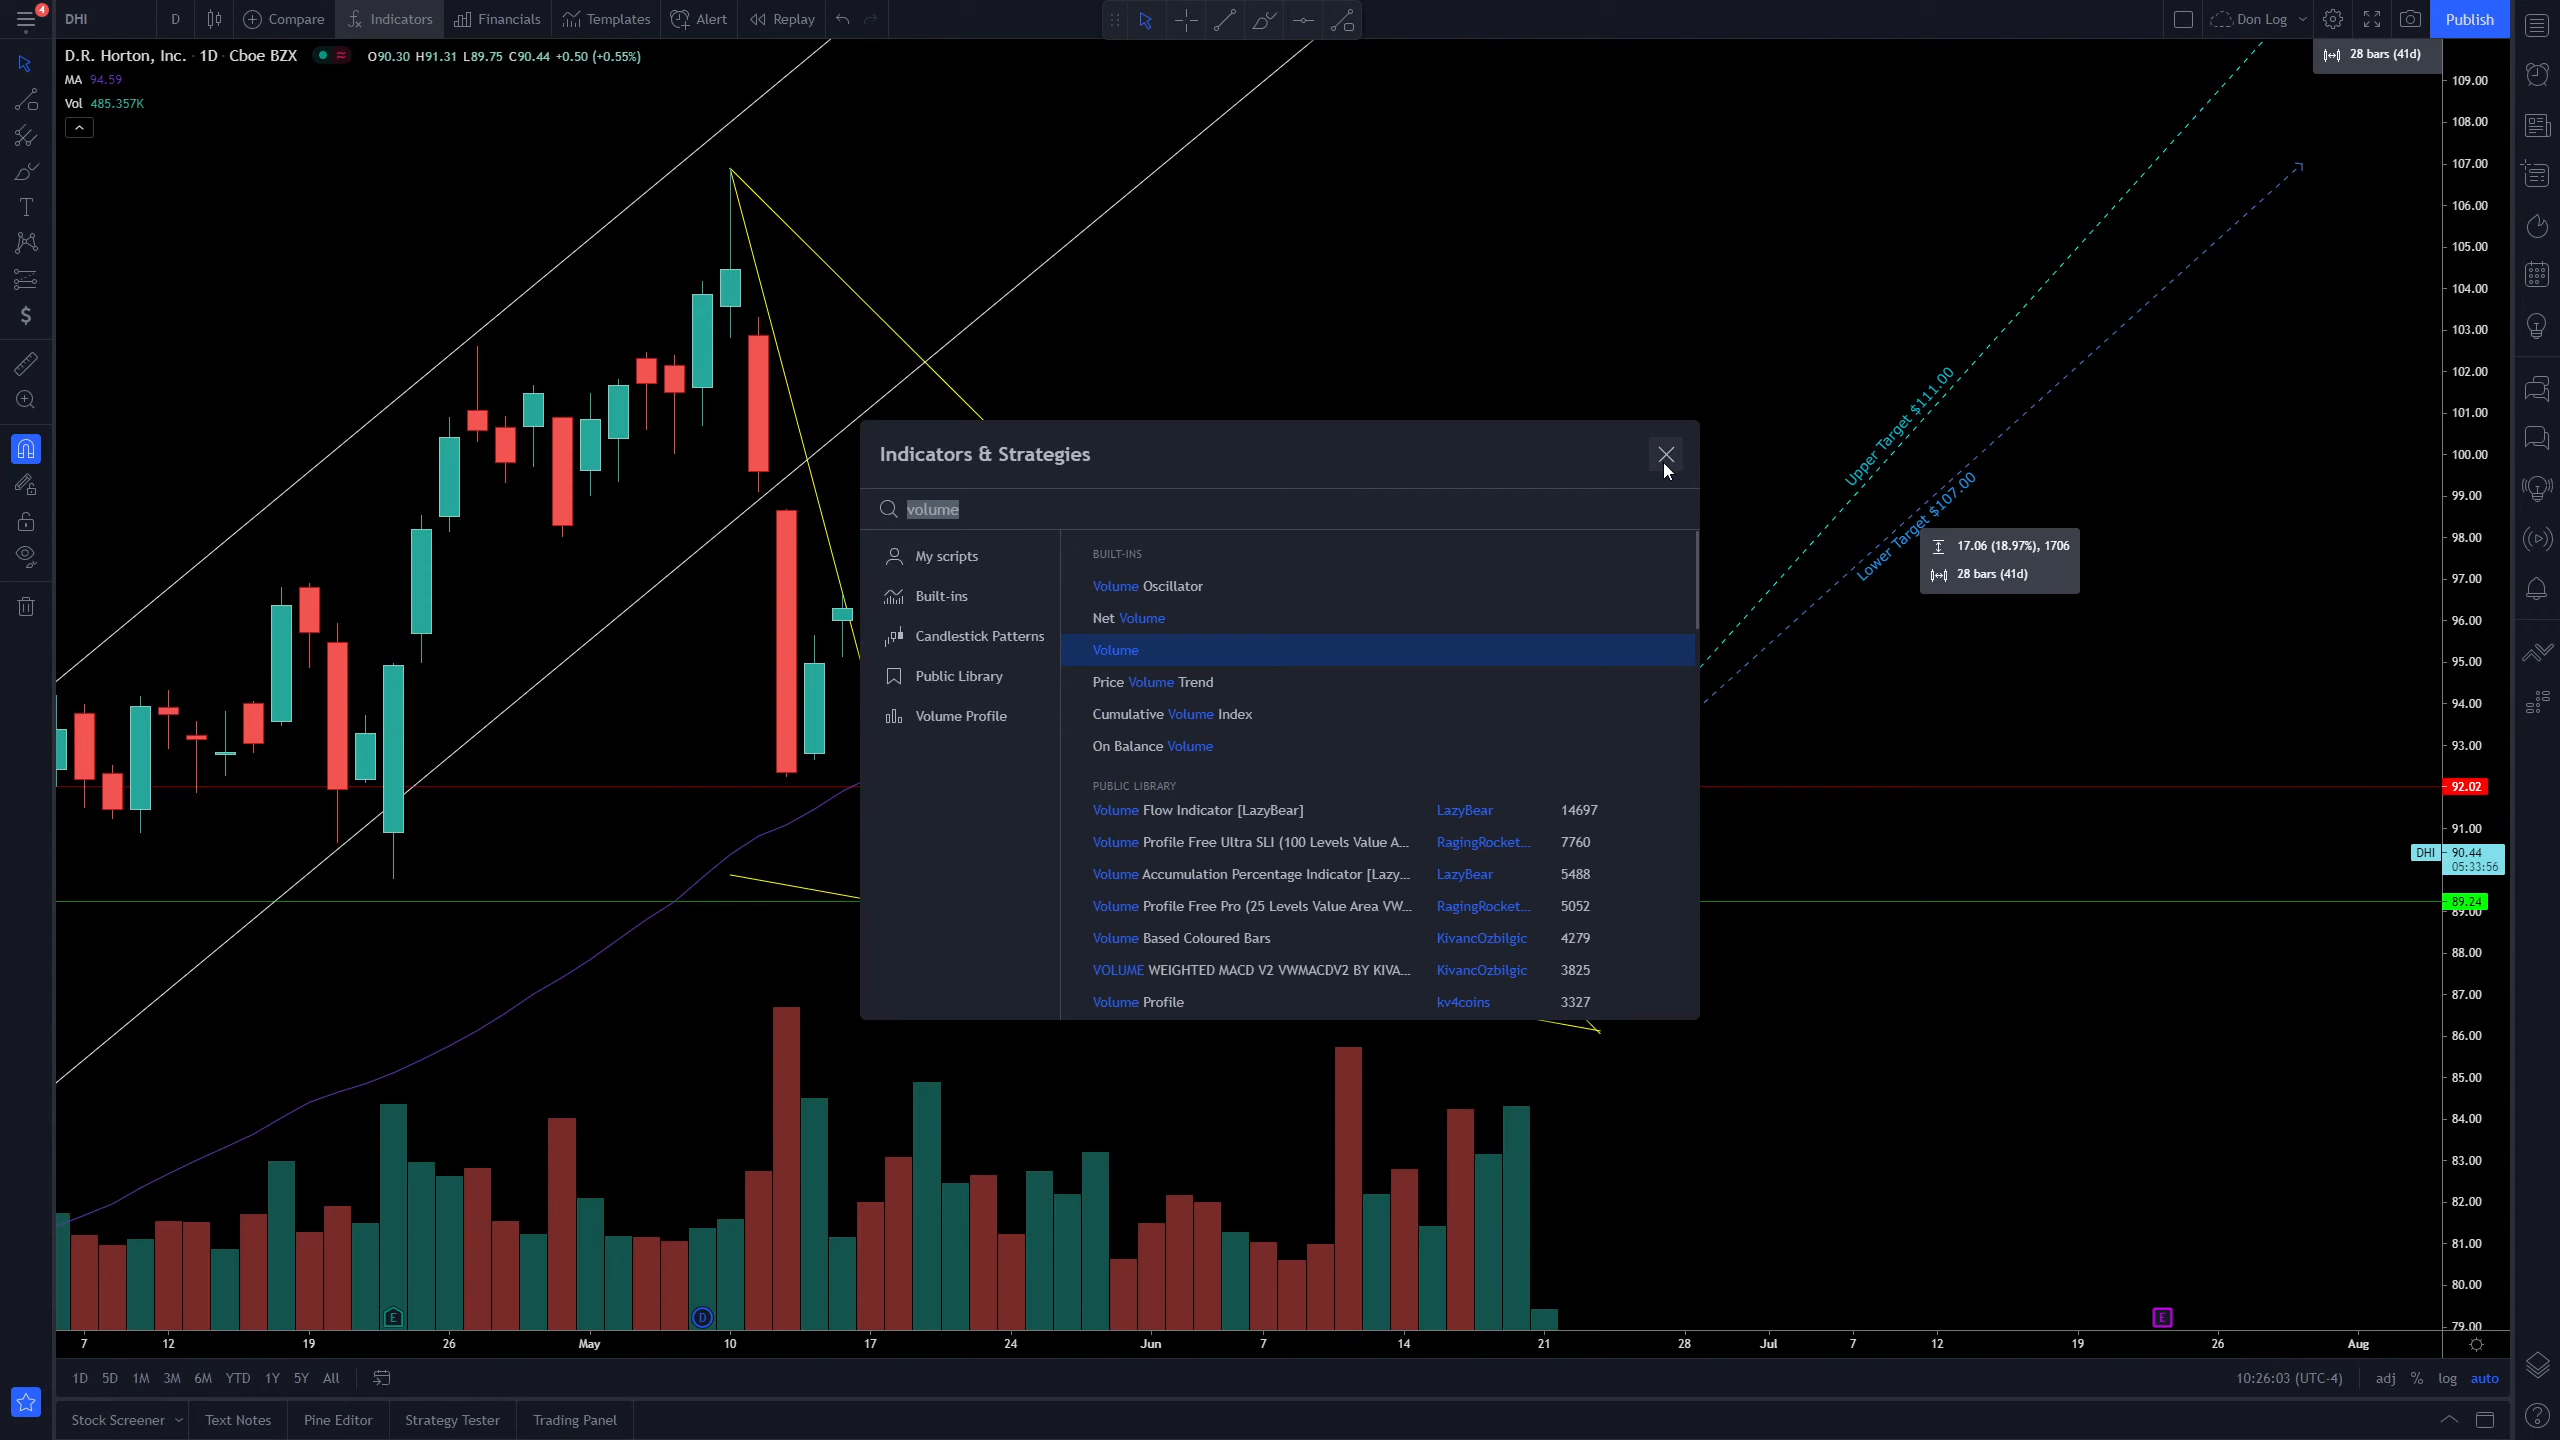 4 DHI D Compare Indicators Financials Templates Alert Replay Don Log Publish
D.R. Horton, Inc. · 1D · Cboe BZX O90.30 H91.31 L89.75 C90.44 +0.50 (+0.55%)
28 bars (41d)
MA 94.59
Vol 485.357K
109.00
108.00
107.00
106.00
105.00
104.00
103.00
102.00
101.00
100.00
99.00
98.00
97.00
96.00
95.00
94.00
93.00
92.02
91.00
DHI 90.44
05:33:56
89.24
89.00
88.00
87.00
86.00
85.00
84.00
83.00
82.00
81.00
80.00
79.00
Upper Target $111.00
Lower Target $107.00
17.06 (18.97%), 1706
28 bars (41d)
Indicators & Strategies
volume
My scripts
Built-ins
Candlestick Patterns
Public Library
Volume Profile
BUILT-INS
Volume Oscillator
Net Volume
Volume
Price Volume Trend
Cumulative Volume Index
On Balance Volume
PUBLIC LIBRARY
Volume Flow Indicator [LazyBear] LazyBear 14697
Volume Profile Free Ultra SLI (100 Levels Value A... RagingRocket... 7760
Volume Accumulation Percentage Indicator [Lazy... LazyBear 5488
Volume Profile Free Pro (25 Levels Value Area VW... RagingRocket... 5052
Volume Based Coloured Bars KivancOzbilgic 4279
VOLUME WEIGHTED MACD V2 VWMACDV2 BY KIVA... KivancOzbilgic 3825
Volume Profile kv4coins 3327
E D E
7 12 19 26 May 10 17 24 Jun 7 14 21 28 Jul 7 12 19 26 Aug
1D 5D 1M 3M 6M YTD 1Y 5Y All 10:26:03 (UTC-4) adj % log auto
Stock Screener Text Notes Pine Editor Strategy Tester Trading Panel